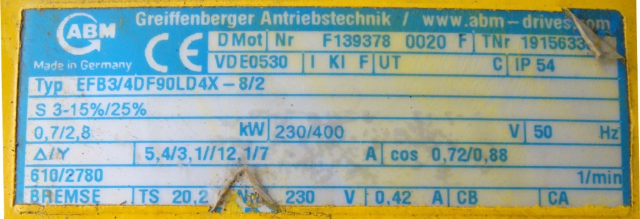 Greiffenberger Antriebstechnik / www.abm-drives.com
ABM
Made in Germany
CE
D Mot Nr F139378 0020 F TNr
VDE0530 I KI F UT C IP 54
Typ EFB3/4DF90LD4X-8/2
S 3-15%/25%
0,7/2,8 kW 230/400 V 50 Hz
Δ/Y 5,4/3,1//12,1/7 A cos 0,72/0,88
610/2780 1/min
BREMSE TS 20,2 230 V 0,42 A CB CA